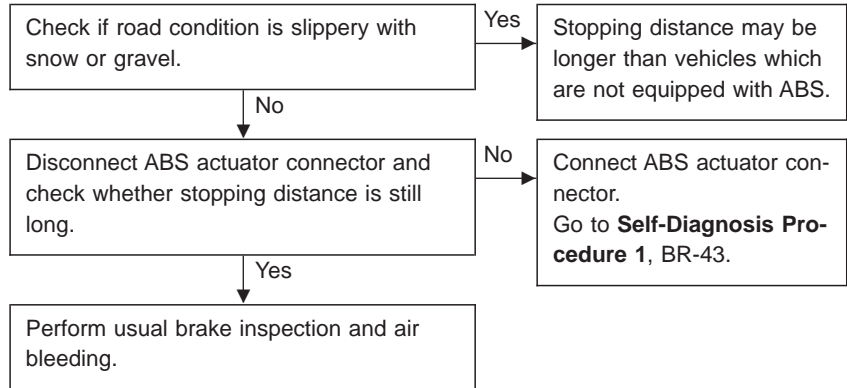 Check if road condition is slippery with
snow or gravel.
Yes
Stopping distance may be
longer than vehicles which
are not equipped with ABS.
No
Disconnect ABS actuator connector and
check whether stopping distance is still
long.
No
Connect ABS actuator con-
nector.
Go to Self-Diagnosis Pro-
cedure 1, BR-43.
Yes
Perform usual brake inspection and air
bleeding.